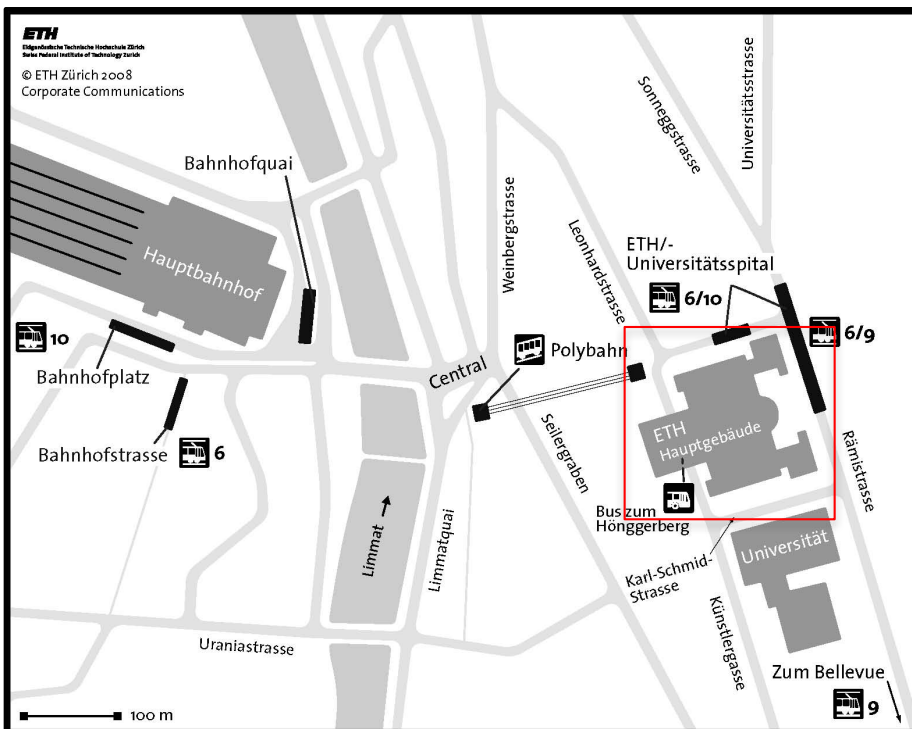 ETH
Eidgenössische Technische Hochschule Zürich
Swiss Federal Institute of Technology Zurich
© ETH Zürich 2008
Corporate Communications
Sonneggstrasse
Universitätsstrasse
Bahnhofquai
Hauptbahnhof
Weinbergstrasse
Leonhardstrasse
ETH/-
Universitätsspital
6/10
6/9
10
Bahnhofplatz
Central
Polybahn
Bahnhofstrasse
6
Seilergraben
ETH
Hauptgebäude
Rämistrasse
Bus zum
Hönggerberg
Limmat
Limmatquai
Karl-Schmid-
Strasse
Universität
Künstlergasse
Uraniastrasse
Zum Bellevue
9
100 m